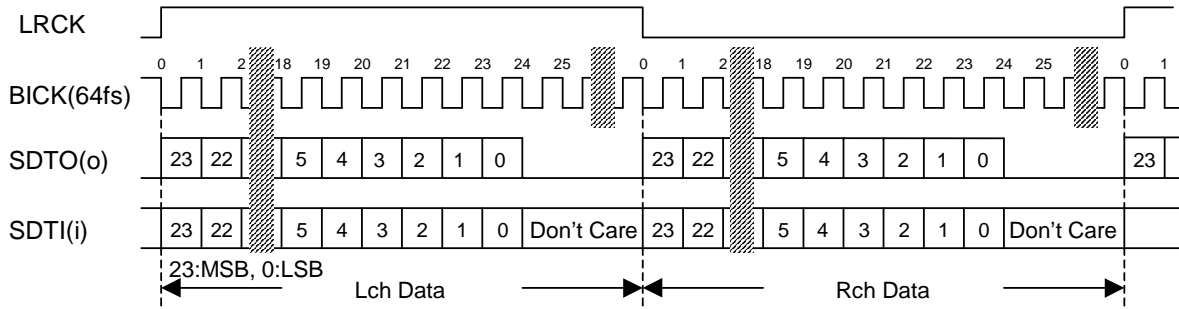 LRCK
0 1 2 18 19 20 21 22 23 24 25 0 1 2 18 19 20 21 22 23 24 25 0 1
BICK(64fs)
SDTO(o) 23 22 5 4 3 2 1 0 23 22 5 4 3 2 1 0 23
SDTI(i) 23 22 5 4 3 2 1 0 Don't Care 23 22 5 4 3 2 1 0 Don't Care
23:MSB, 0:LSB
Lch Data Rch Data